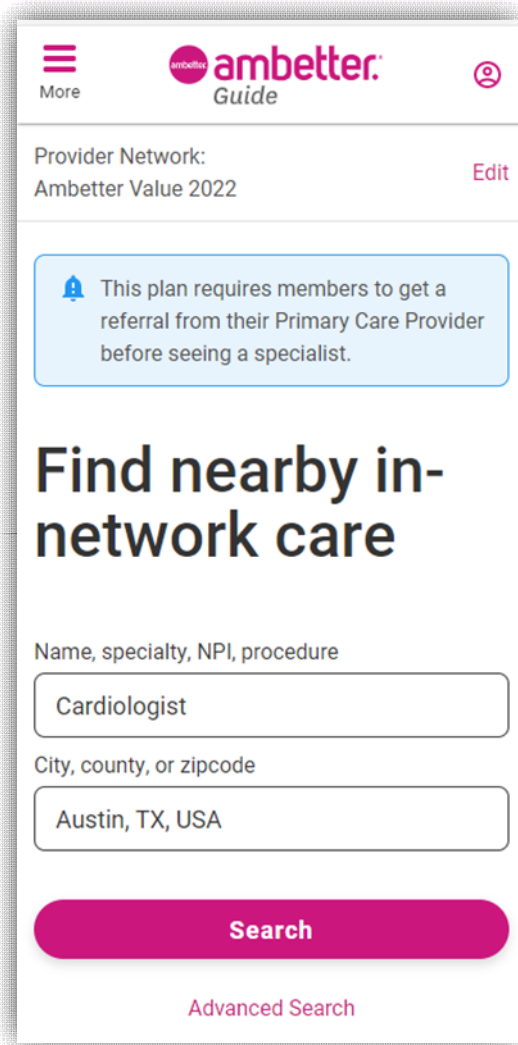 ambetter.
ambetter.
More
Guide
Provider Network:
Ambetter Value 2022
Edit
This plan requires members to get a
referral from their Primary Care Provider
before seeing a specialist.
Find nearby in-
network care
Name, specialty, NPI, procedure
Cardiologist
City, county, or zipcode
Austin, TX, USA
Search
Advanced Search